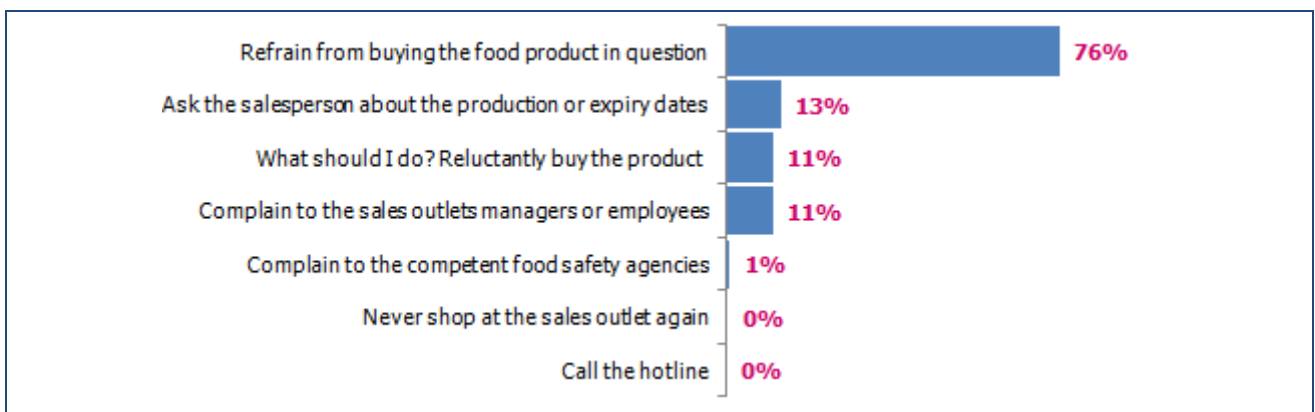 Refrain from buying the food product in question 76%
Ask the salesperson about the production or expiry dates 13%
What should I do? Reluctantly buy the product 11%
Complain to the sales outlets managers or employees 11%
Complain to the competent food safety agencies 1%
Never shop at the sales outlet again 0%
Call the hotline 0%